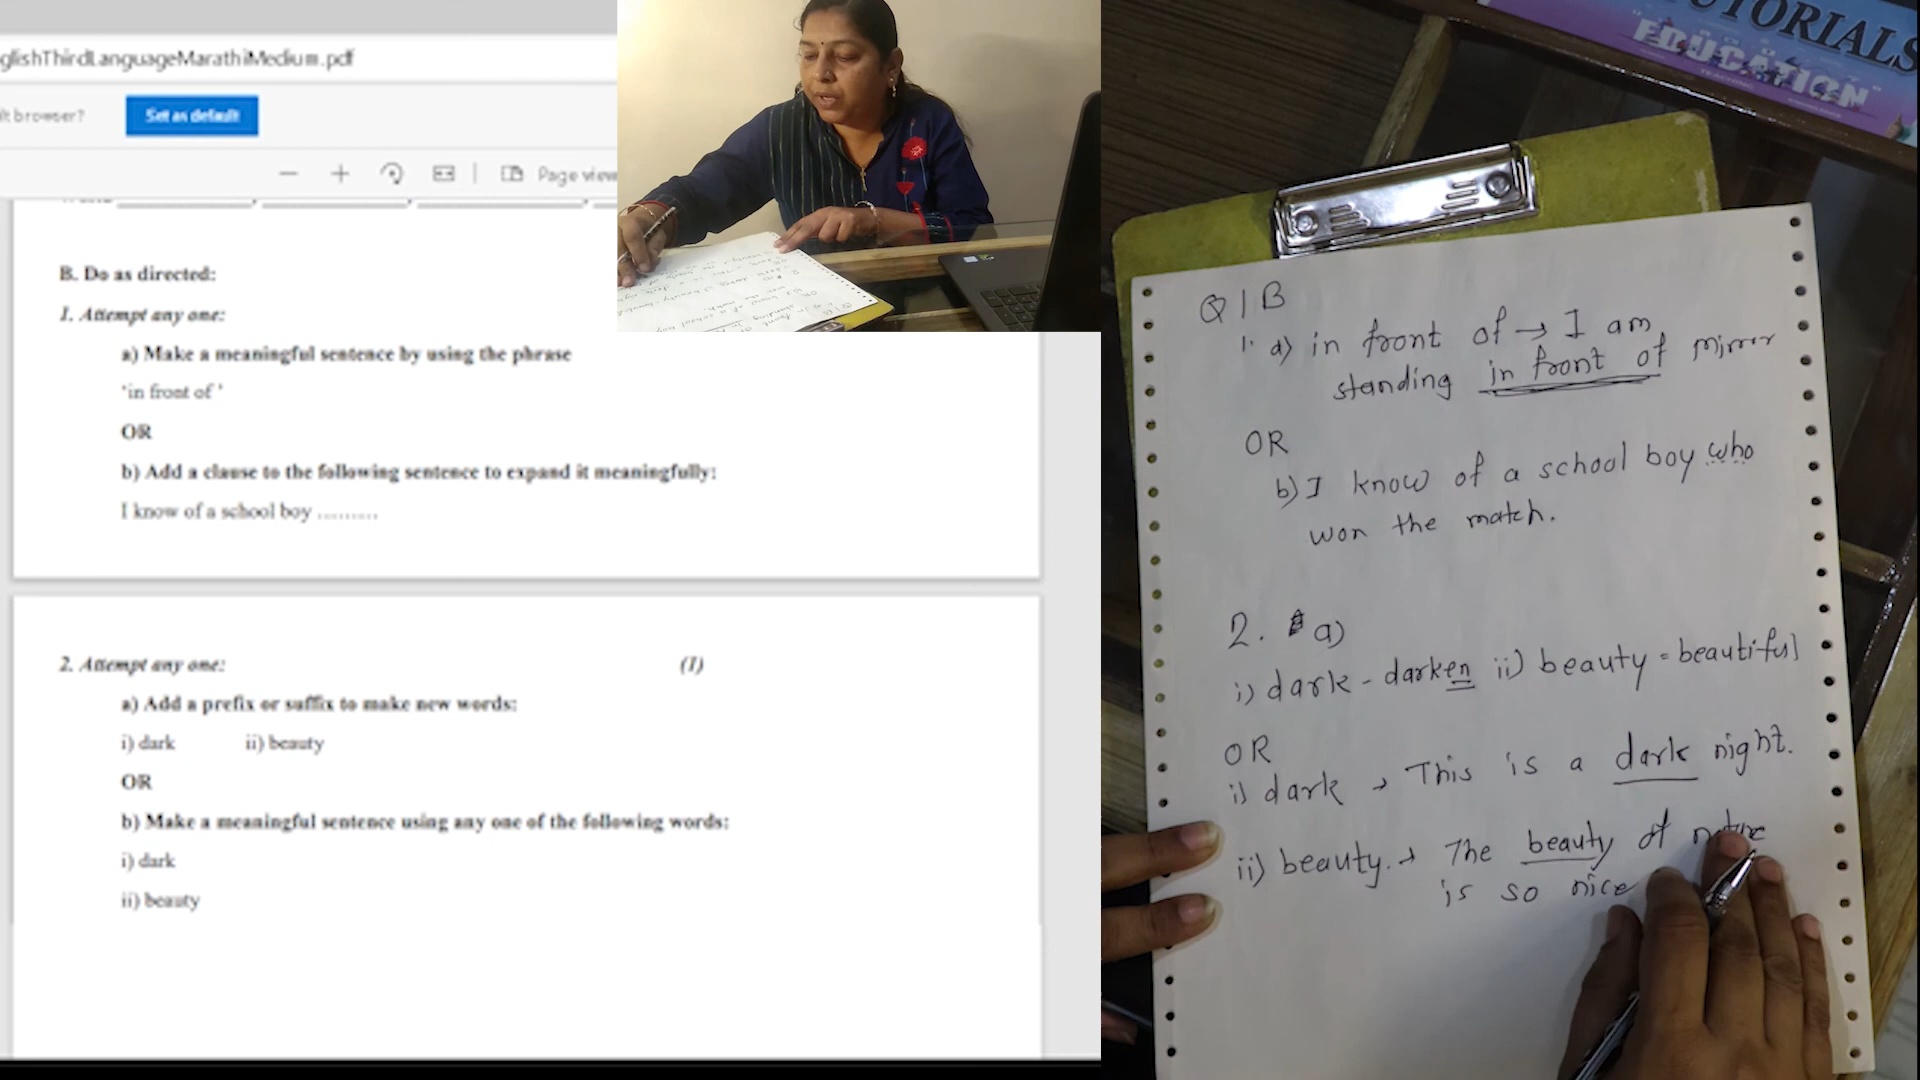 glishThirdLanguageMarathiMedium.pdf
lt browser?
Set as default
Page view
B. Do as directed:
1. Attempt any one:
a) Make a meaningful sentence by using the phrase
'in front of'
OR
b) Add a clause to the following sentence to expand it meaningfully:
I know of a school boy ..........
2. Attempt any one: (1)
a) Add a prefix or suffix to make new words:
i) dark ii) beauty
OR
b) Make a meaningful sentence using any one of the following words:
i) dark
ii) beauty
TUTORIALS
EDUCATION
Q 1 B
1. a) in front of → I am
standing in front of mirror
OR
b) I know of a school boy who
won the match.
2. a)
i) dark - darken ii) beauty = beautiful
OR
i) dark → This is a dark night.
ii) beauty. → The beauty of nature
is so nice